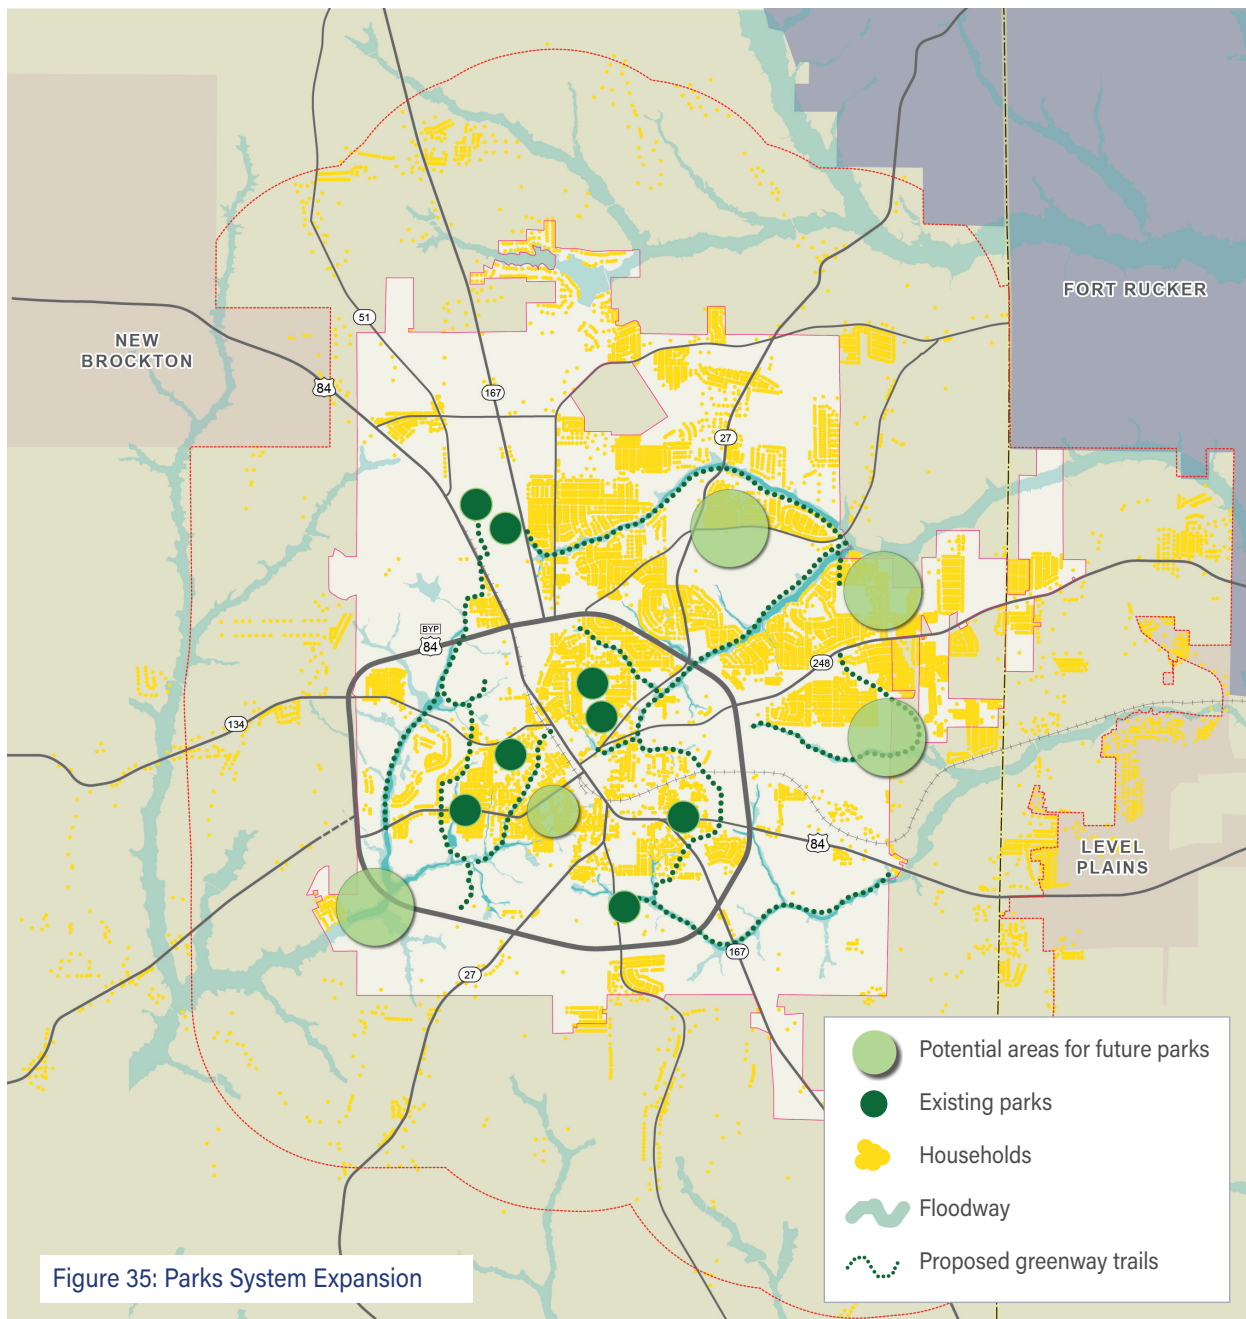 FORT RUCKER
NEW
BROCKTON
51
84
167
27
BYP
84
248
134
84
LEVEL
PLAINS
167
27
Potential areas for future parks
Existing parks
Households
Floodway
Proposed greenway trails
Figure 35: Parks System Expansion